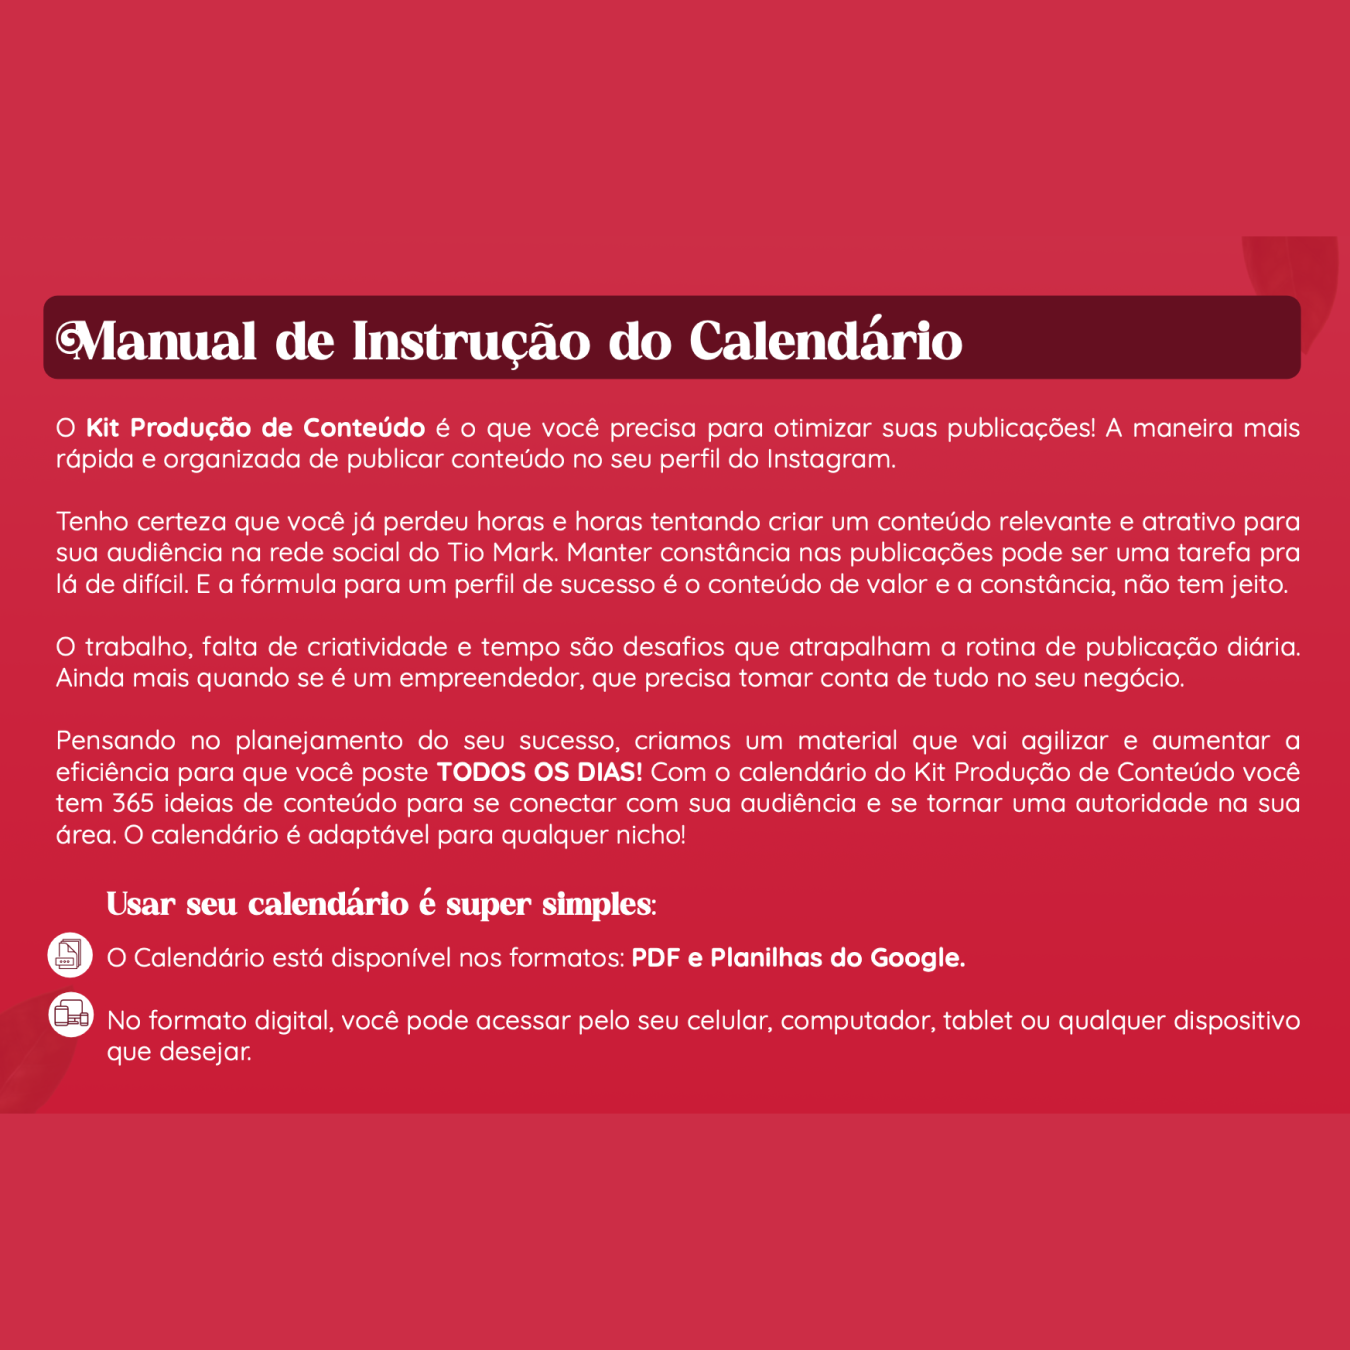 Manual de Instrução do Calendário
O Kit Produção de Conteúdo é o que você precisa para otimizar suas publicações! A maneira mais
rápida e organizada de publicar conteúdo no seu perfil do Instagram.
Tenho certeza que você já perdeu horas e horas tentando criar um conteúdo relevante e atrativo para
sua audiência na rede social do Tio Mark. Manter constância nas publicações pode ser uma tarefa pra
lá de difícil. E a fórmula para um perfil de sucesso é o conteúdo de valor e a constância, não tem jeito.
O trabalho, falta de criatividade e tempo são desafios que atrapalham a rotina de publicação diária.
Ainda mais quando se é um empreendedor, que precisa tomar conta de tudo no seu negócio.
Pensando no planejamento do seu sucesso, criamos um material que vai agilizar e aumentar a
eficiência para que você poste TODOS OS DIAS! Com o calendário do Kit Produção de Conteúdo você
tem 365 ideias de conteúdo para se conectar com sua audiência e se tornar uma autoridade na sua
área. O calendário é adaptável para qualquer nicho!
Usar seu calendário é super simples:
O Calendário está disponível nos formatos: PDF e Planilhas do Google.
No formato digital, você pode acessar pelo seu celular, computador, tablet ou qualquer dispositivo
que desejar.